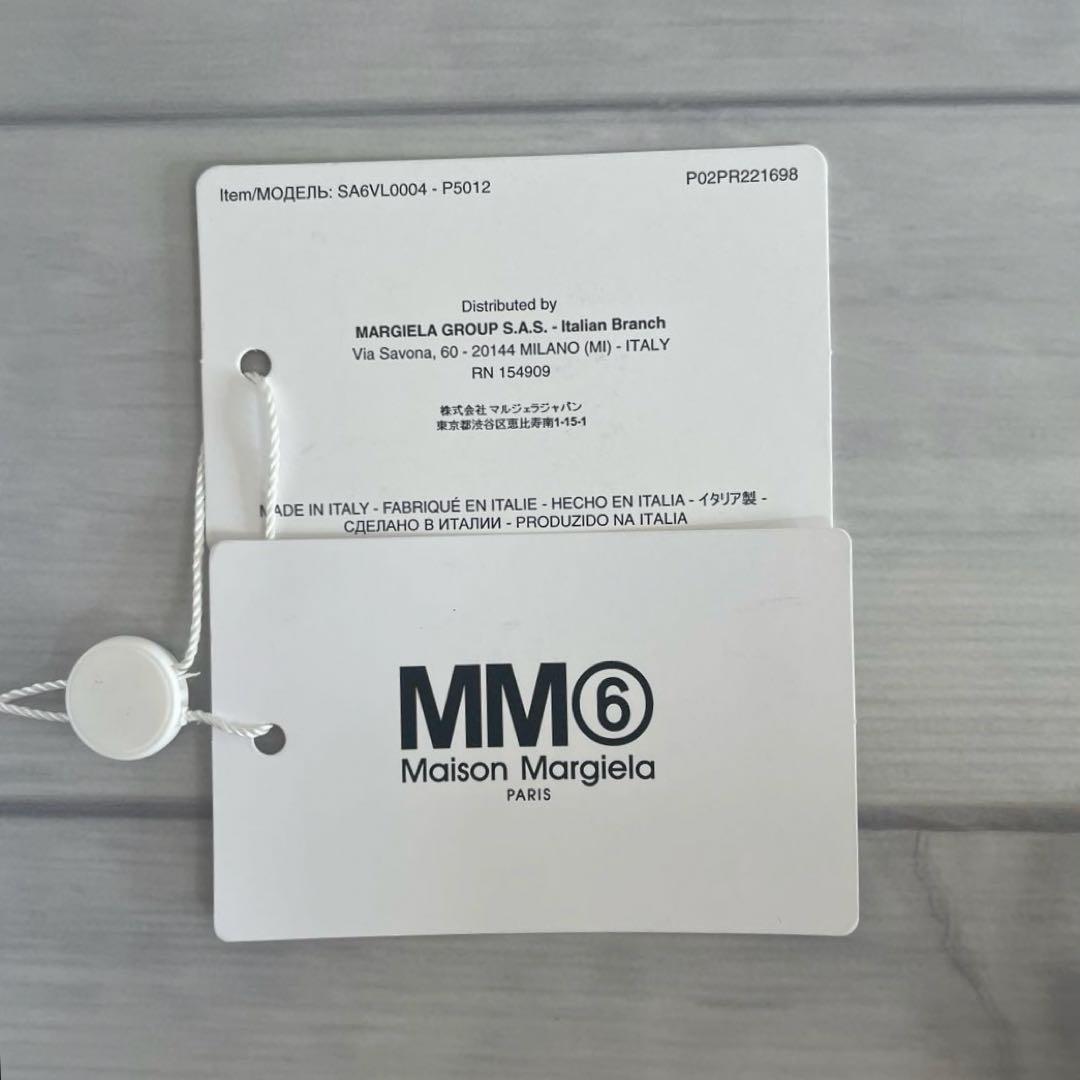 Item/МОДЕЛЬ: SA6VL0004 - P5012
P02PR221698
Distributed by
MARGIELA GROUP S.A.S. - Italian Branch
Via Savona, 60 - 20144 MILANO (MI) - ITALY
RN 154909
株式会社 マルジェラジャパン
東京都渋谷区恵比寿南1-15-1
MADE IN ITALY - FABRIQUÉ EN ITALIE - HECHO EN ITALIA - イタリア製 -
СДЕЛАНО В ИТАЛИИ - PRODUZIDO NA ITALIA
MM⑥
Maison Margiela
PARIS